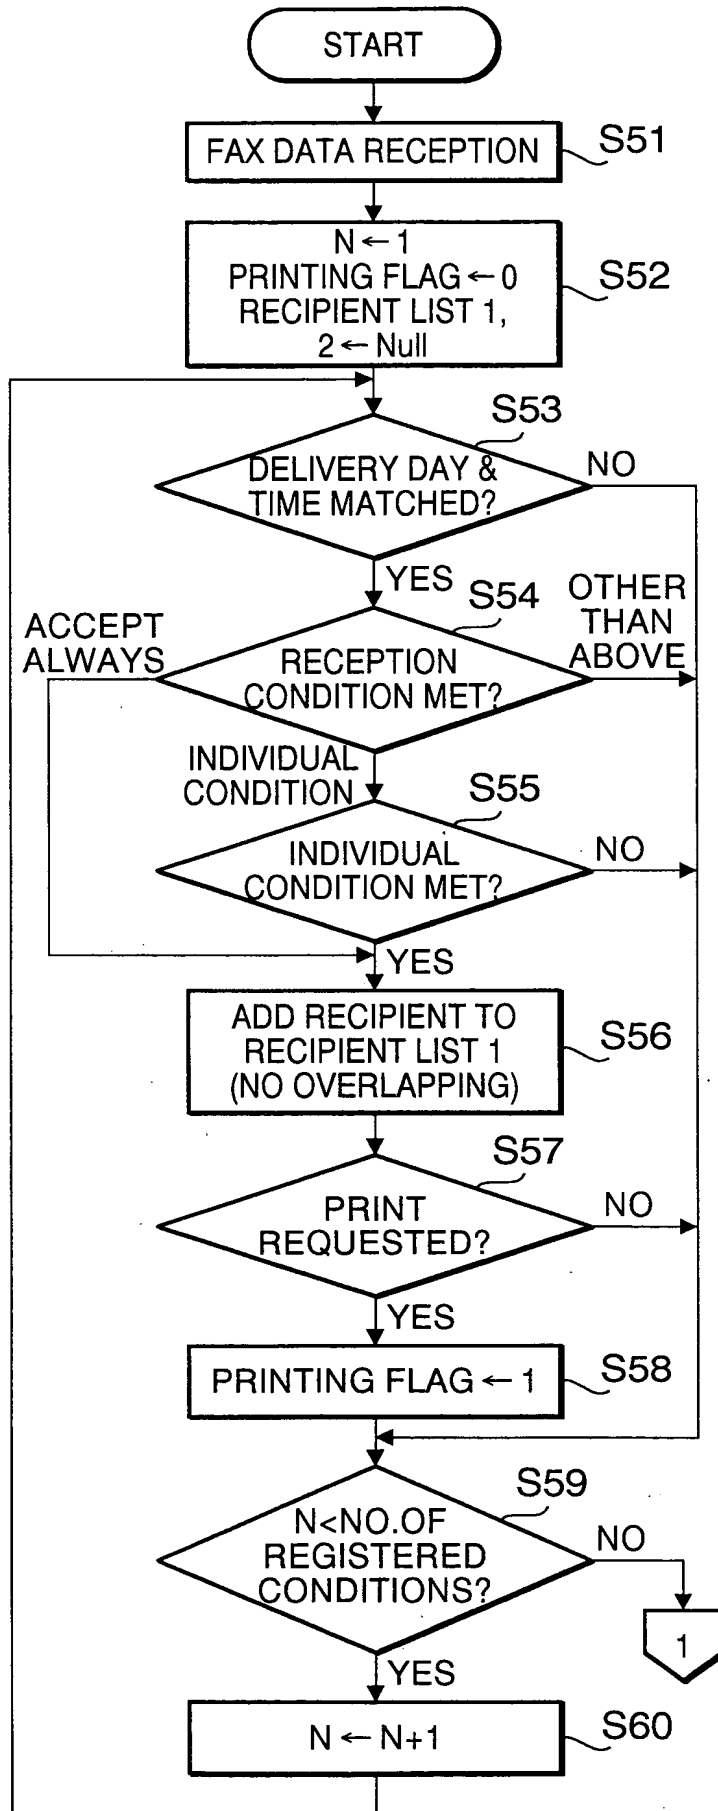 START
FAX DATA RECEPTION
S51
N ← 1
PRINTING FLAG ← 0
RECIPIENT LIST 1,
2 ← Null
S52
S53
DELIVERY DAY &
TIME MATCHED?
NO
YES
S54
OTHER
THAN
ABOVE
ACCEPT
ALWAYS
RECEPTION
CONDITION MET?
INDIVIDUAL
CONDITION
S55
INDIVIDUAL
CONDITION MET?
NO
YES
ADD RECIPIENT TO
RECIPIENT LIST 1
(NO OVERLAPPING)
S56
S57
PRINT
REQUESTED?
NO
YES
PRINTING FLAG ← 1
S58
S59
N<NO.OF
REGISTERED
CONDITIONS?
NO
1
YES
N ← N+1
S60